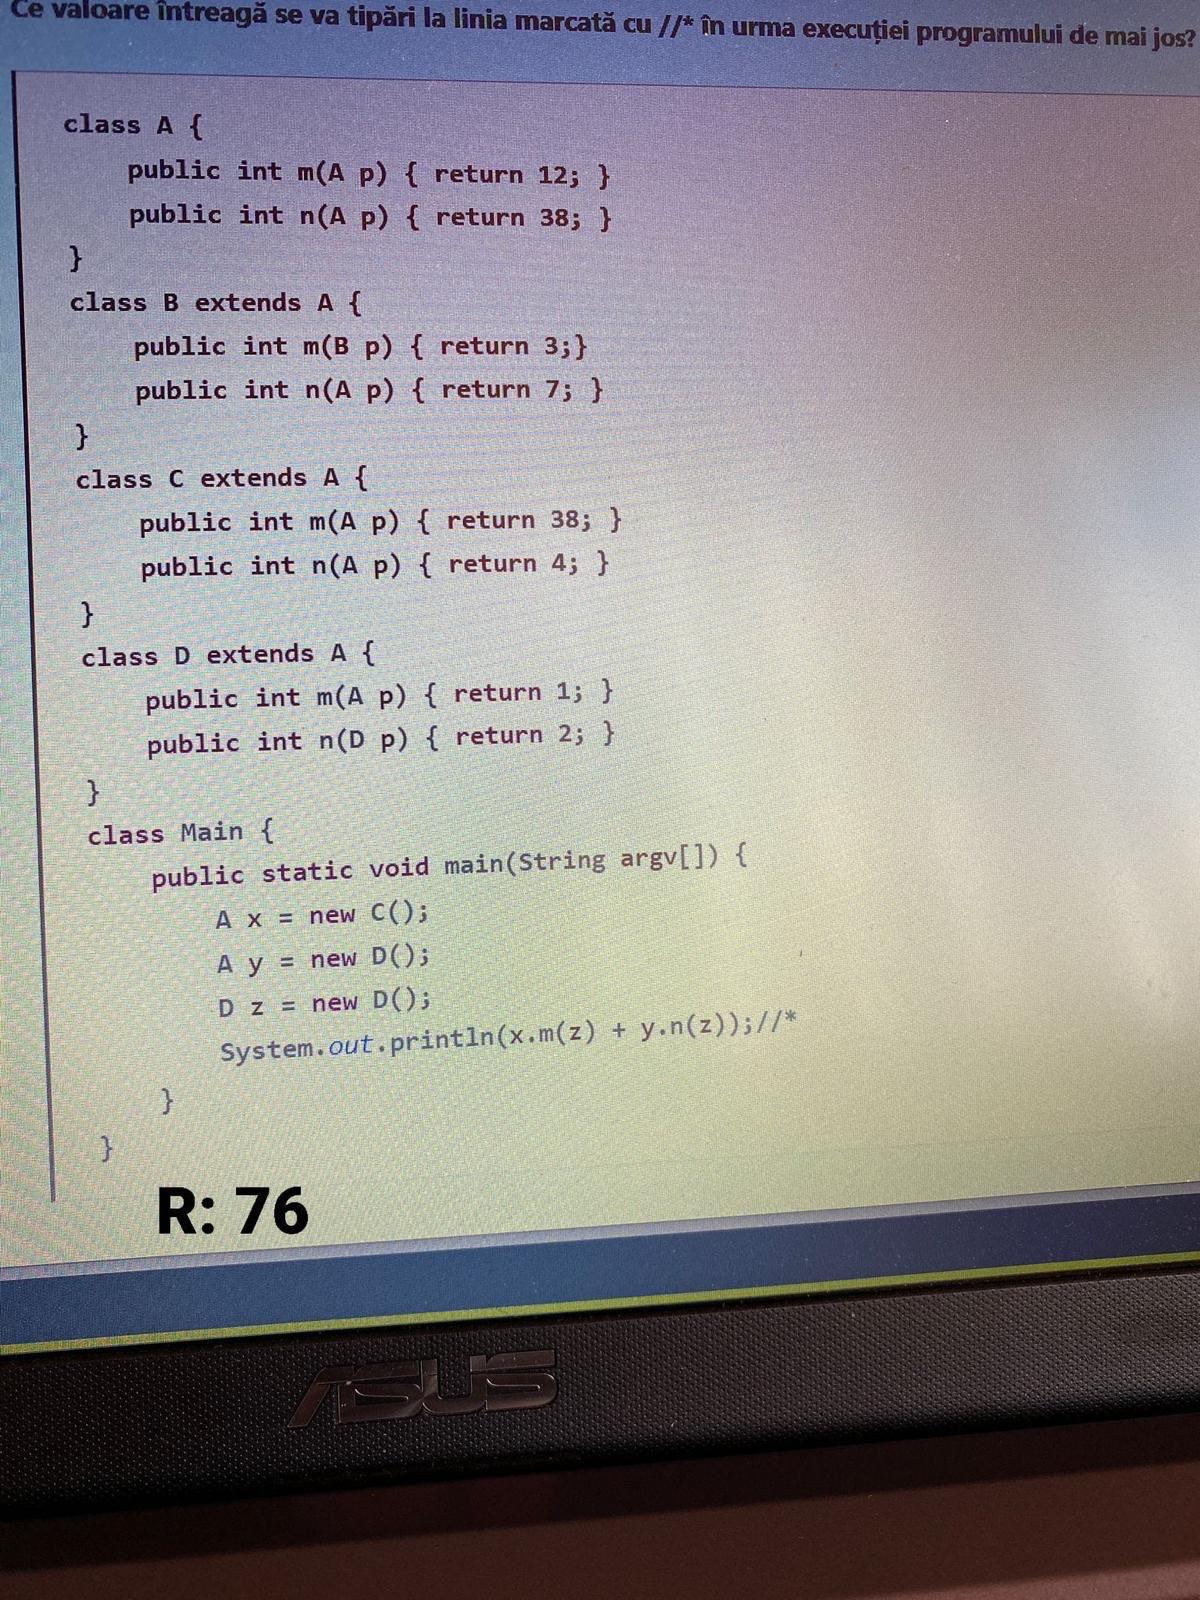 Ce valoare întreagă se va tipări la linia marcată cu //* în urma execuției programului de mai jos?
class A {
public int m(A p) { return 12; }
public int n(A p) { return 38; }
}
class B extends A {
public int m(B p) { return 3;}
public int n(A p) { return 7; }
}
class C extends A {
public int m(A p) { return 38; }
public int n(A p) { return 4; }
}
class D extends A {
public int m(A p) { return 1; }
public int n(D p) { return 2; }
}
class Main {
public static void main(String argv[]) {
A x = new C();
A y = new D();
D z = new D();
System.out.println(x.m(z) + y.n(z));//*
}
}
R: 76
ASUS